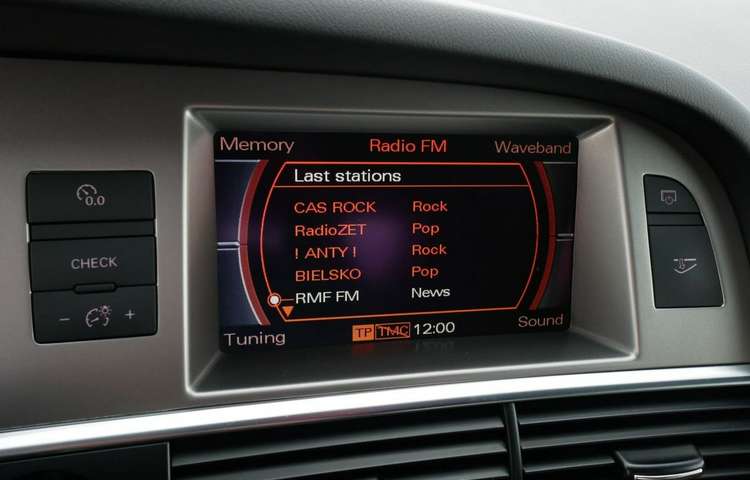 Memory Radio FM Waveband
Last stations
CAS ROCK Rock
RadioZET Pop
! ANTY ! Rock
BIELSKO Pop
RMF FM News
Tuning TP TMC 12:00 Sound
0.0
CHECK
- +